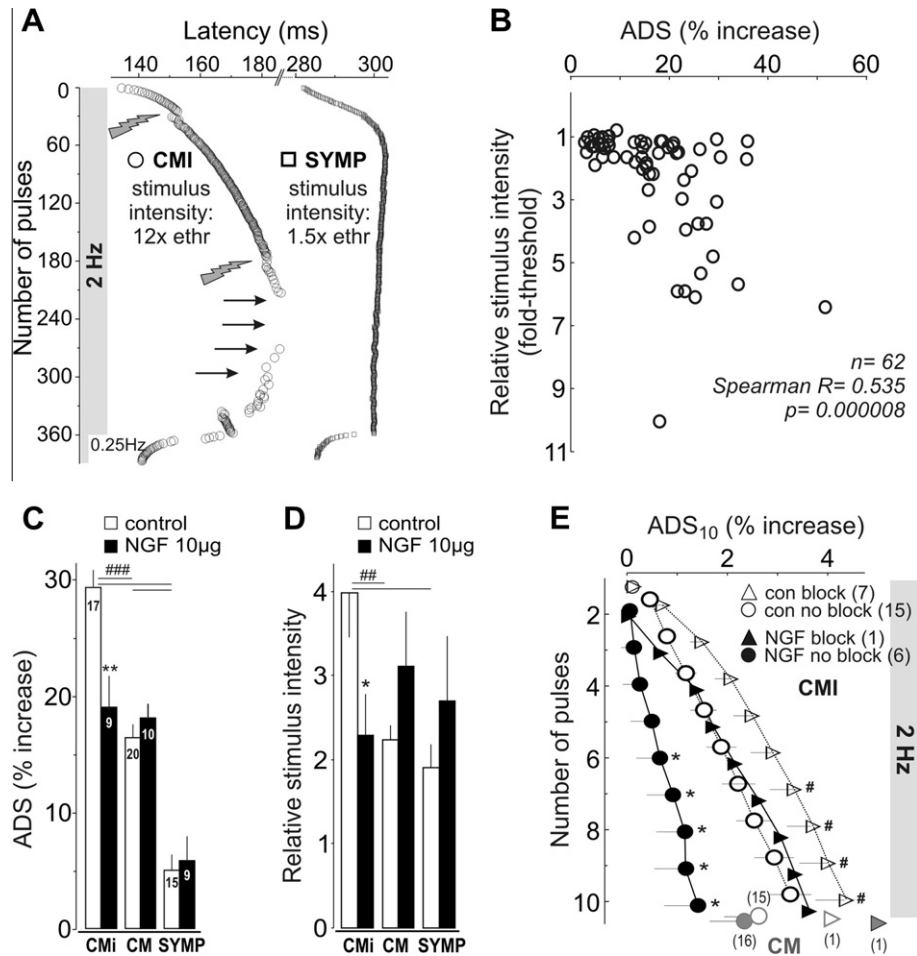 A
Latency (ms)
140 160 180 280 300
Number of pulses
0
60
120
180
240
300
360
2 Hz
0.25Hz
CMI
stimulus
intensity:
12x ethr
SYMP
stimulus
intensity:
1.5x ethr
B
ADS (% increase)
0 20 40 60
Relative stimulus intensity
(fold-threshold)
1
3
5
7
9
11
n= 62
Spearman R= 0.535
p= 0.000008
C
control
NGF 10µg
ADS (% increase)
30
20
10
0
###
**
17
9
20
10
15
9
CMi CM SYMP
D
control
NGF 10µg
Relative stimulus intensity
4
2
0
##
*
CMi CM SYMP
E
ADS10 (% increase)
0 2 4
Number of pulses
2
4
6
8
10
con block (7)
con no block (15)
NGF block (1)
NGF no block (6)
CMI
2 Hz
*
*
*
*
*
#
#
#
#
(15)
(16)
(1)
(1)
CM